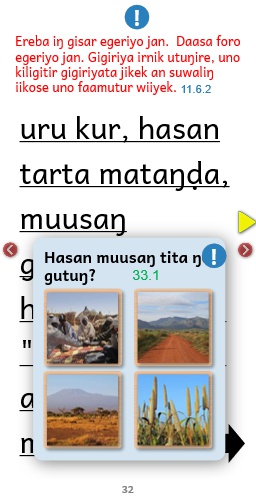 !
Ereba iŋ gisar egeriyo jan. Daasa foro
egeriyo jan. Gigiriya irnik utuŋire, uno
kiligitir gigiriyata jikek an suwaliŋ
iikose uno faamutur wiiyek. 11.6.2
uru kur, hasan
tarta mataŋḍa,
muusaŋ
Hasan muusaŋ tita ŋ !
gutuŋ? 33.1
32